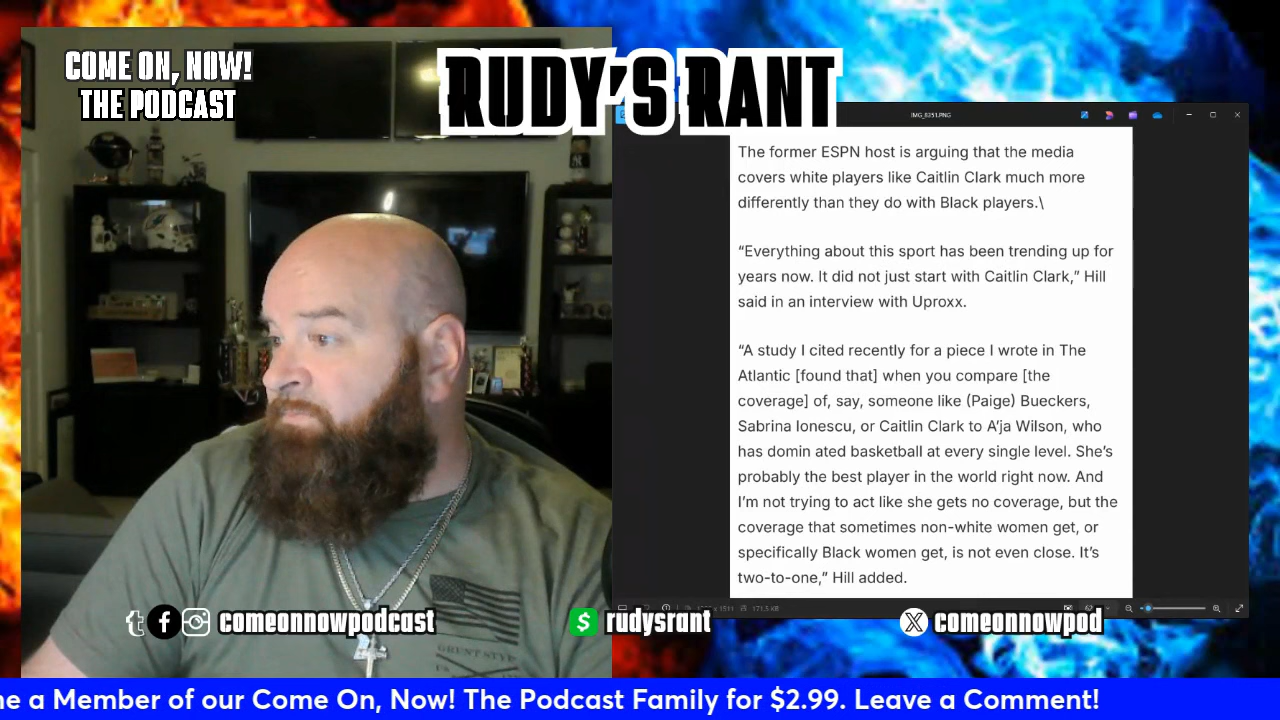 COME ON, NOW!
THE PODCAST
RUDY'S RANT
IMG_8351.PNG
The former ESPN host is arguing that the media
covers white players like Caitlin Clark much more
differently than they do with Black players.\
“Everything about this sport has been trending up for
years now. It did not just start with Caitlin Clark,” Hill
said in an interview with Uproxx.
“A study I cited recently for a piece I wrote in The
Atlantic [found that] when you compare [the
coverage] of, say, someone like (Paige) Bueckers,
Sabrina Ionescu, or Caitlin Clark to A’ja Wilson, who
has domin ated basketball at every single level. She’s
probably the best player in the world right now. And
I’m not trying to act like she gets no coverage, but the
coverage that sometimes non-white women get, or
specifically Black women get, is not even close. It’s
two-to-one,” Hill added.
171.5 KB
GRUNT STYLE
comeonnowpodcast
$ rudysrant
X comeonnowpod
me a Member of our Come On, Now! The Podcast Family for $2.99. Leave a Comment!